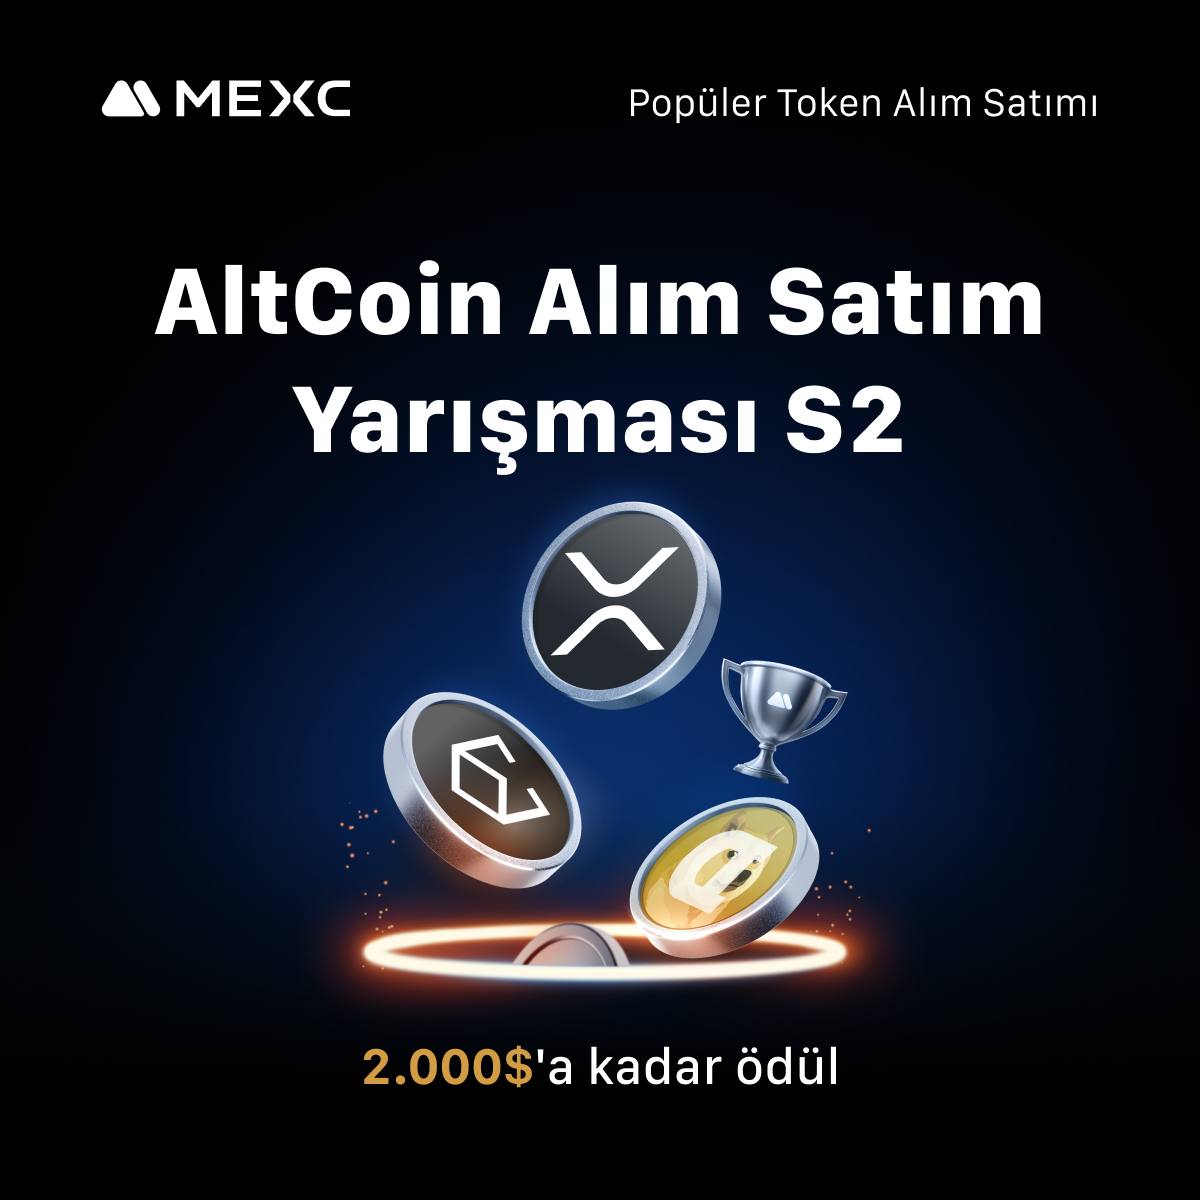 MEXC
Popüler Token Alım Satımı
AltCoin Alım Satım
Yarışması S2
2.000$'a kadar ödül